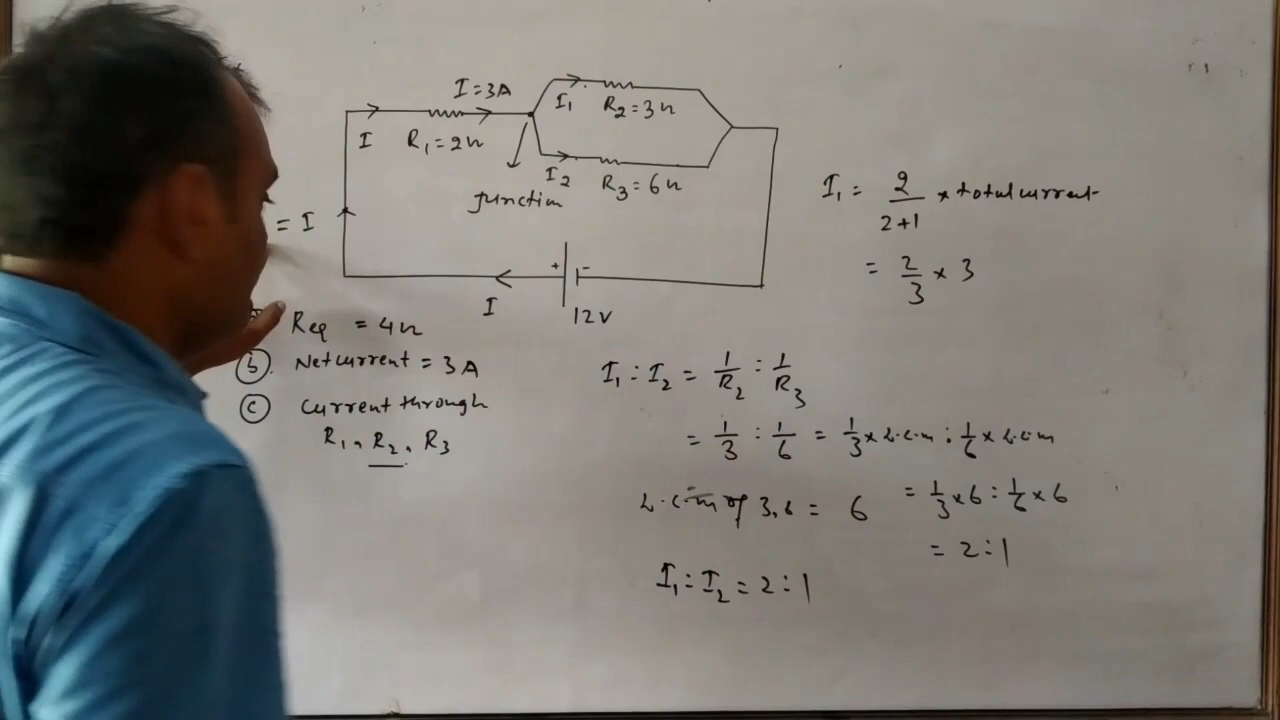 I=3A
I₁ R₂=3Ω
I R₁=2Ω
I₂ R₃=6Ω
junction
= I
+ -
I 12V
Req = 4Ω
(b). Net current = 3A
(c) Current through
R₁, R₂, R₃
I₁ = 2/(2+1) × total current
= 2/3 × 3
I₁ : I₂ = 1/R₂ : 1/R₃
= 1/3 : 1/6 = 1/3 × L.C.m : 1/6 × L.C.m
L.C.m of 3,6 = 6
= 1/3 × 6 : 1/6 × 6
= 2:1
I₁ : I₂ = 2:1